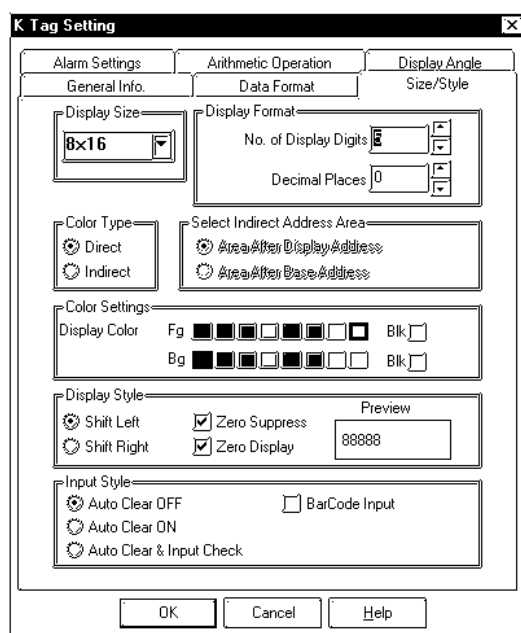 K Tag Setting
Alarm Settings Arithmetic Operation Display Angle
General Info. Data Format Size/Style
Display Size
8×16
Display Format
No. of Display Digits
Decimal Places 0
Color Type
Direct
Indirect
Select Indirect Address Area
Area After Display Address
Area After Base Address
Color Settings
Display Color Fg Blk
Bg Blk
Display Style
Shift Left
Shift Right
Zero Suppress
Zero Display
Preview
88888
Input Style
Auto Clear OFF
Auto Clear ON
Auto Clear & Input Check
BarCode Input
OK Cancel Help